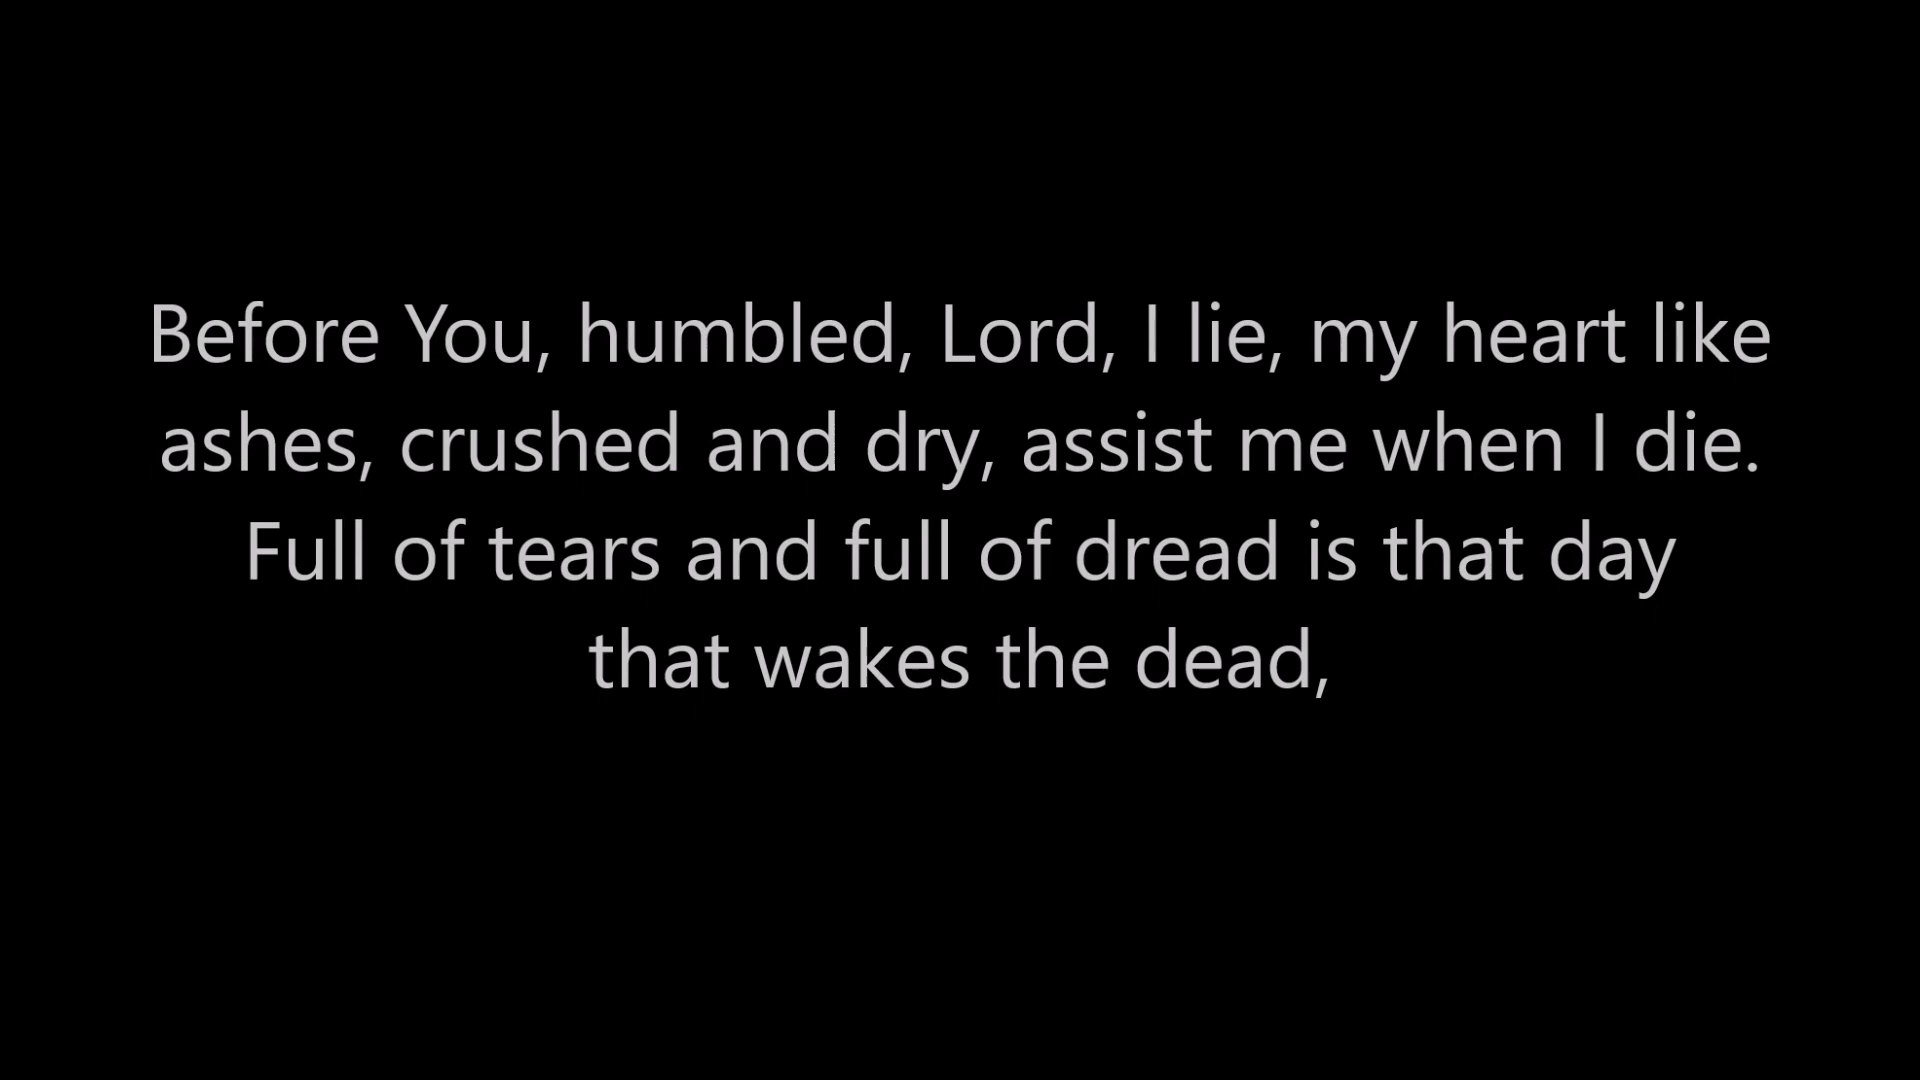 Before You, humbled, Lord, I lie, my heart like
ashes, crushed and dry, assist me when I die.
Full of tears and full of dread is that day
that wakes the dead,